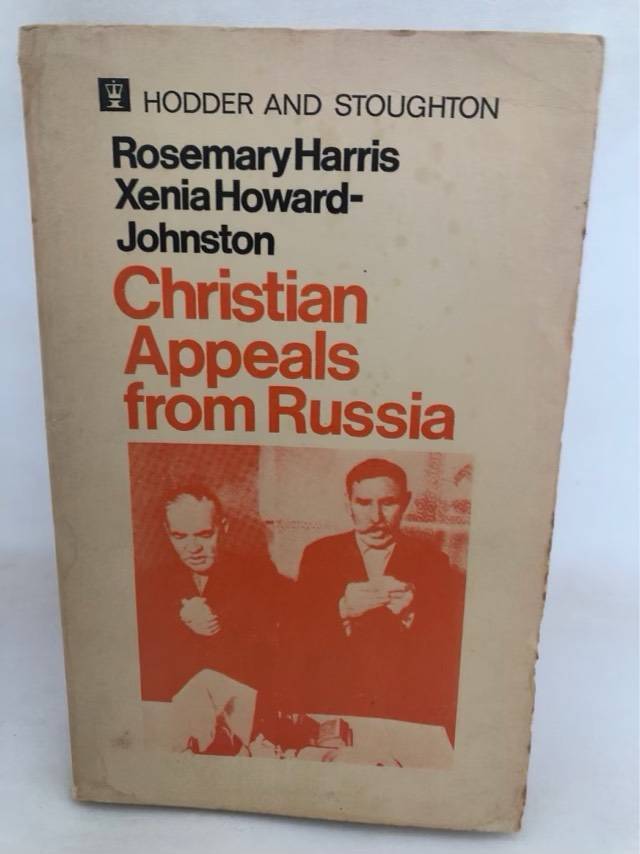 HODDER AND STOUGHTON
Rosemary Harris
Xenia Howard-
Johnston
Christian
Appeals
from Russia